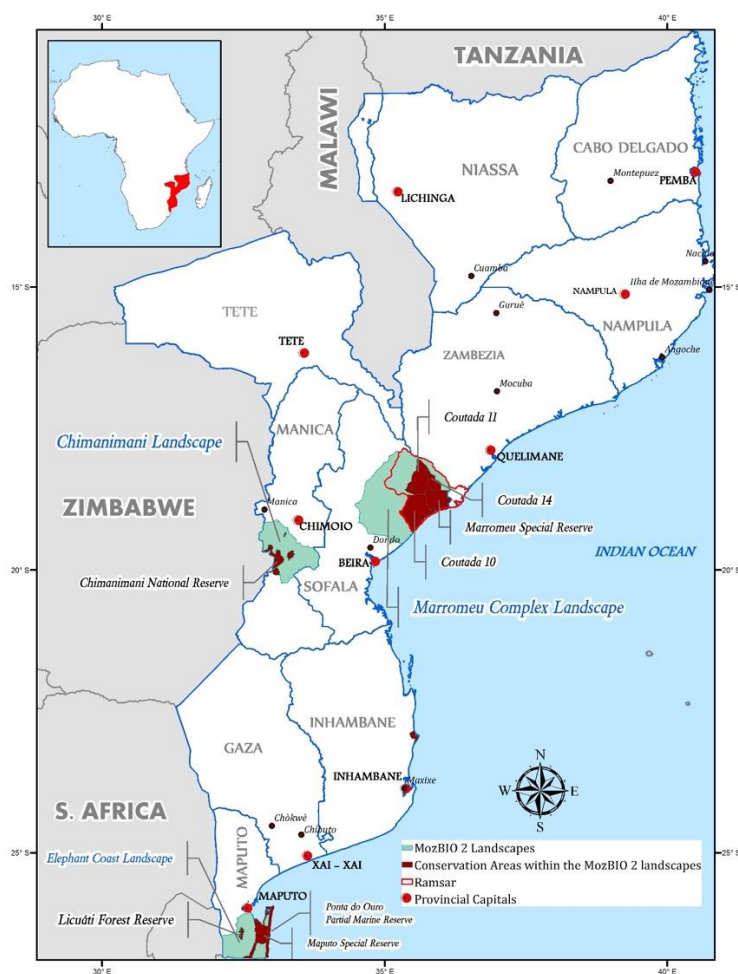 30° E
35° E
40° E
TANZANIA
MALAWI
CABO DELGADO
NIASSA
Montepuez
PEMBA
LICHINGA
Cuamba
Nacala
Ilha de Mozambique
15° S
15° S
NAMPULA
Guruè
NAMPULA
TETE
ZAMBEZIA
TETE
Angoche
Mocuba
Coutada 11
MANICA
Chimanimani Landscape
QUELIMANE
ZIMBABWE
Manica
Coutada 14
CHIMOIO
Marromeu Special Reserve
Dondo
INDIAN OCEAN
Chimanimani National Reserve
BEIRA
Coutada 10
20° S
20° S
SOFALA
Marromeu Complex Landscape
INHAMBANE
GAZA
INHAMBANE
Maxixe
N
W
E
S
S. AFRICA
Chòkwè
Chibuto
MozBIO 2 Landscapes
Conservation Areas within the MozBIO 2 landscapes
Ramsar
Provincial Capitals
25° S
25° S
Elephant Coast Landscape
XAI - XAI
MAPUTO
MAPUTO
Licuáti Forest Reserve
Ponta do Ouro
Partial Marine Reserve
Maputo Special Reserve
30° E
35° E
40° E